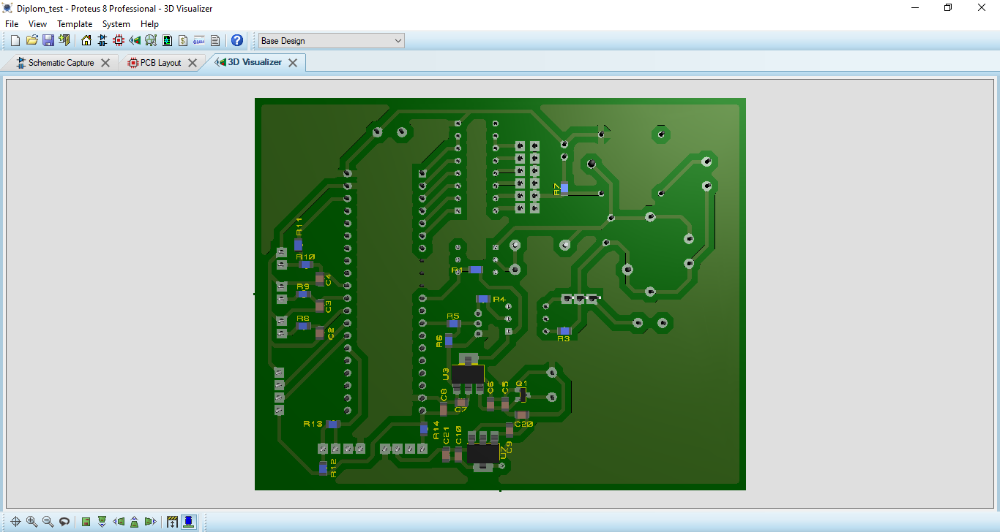 Diplom_test - Proteus 8 Professional - 3D Visualizer
File View Template System Help
Base Design
Schematic Capture PCB Layout 3D Visualizer
R7
R11
R10
R1
C4
R9
R4
C3
R5
R8
C2
R6
R3
U3
C8
C6
C5
Q1
C7
R13
C20
R14
C21
C10
C9
U7
R12